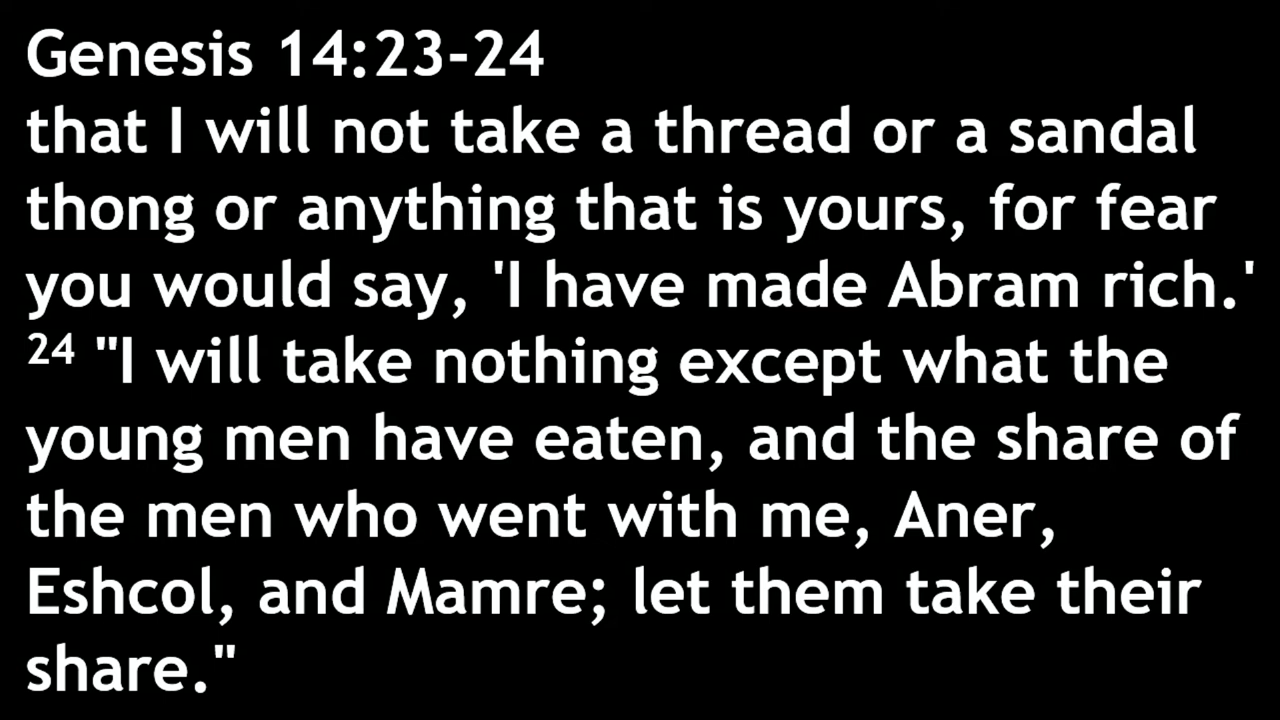 Genesis 14:23-24
that I will not take a thread or a sandal
thong or anything that is yours, for fear
you would say, 'I have made Abram rich.'
24 "I will take nothing except what the
young men have eaten, and the share of
the men who went with me, Aner,
Eshcol, and Mamre; let them take their
share."